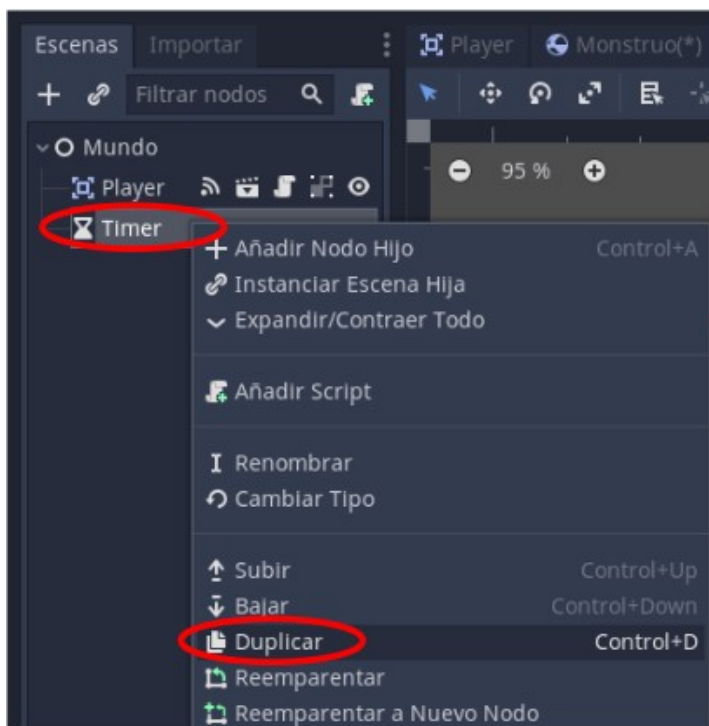 Escenas Importar Player Monstruo(*)
Filtrar nodos
Mundo
95 %
Player
Timer
Añadir Nodo Hijo Control+A
Instanciar Escena Hija
Expandir/Contraer Todo
Añadir Script
Renombrar
Cambiar Tipo
Subir Control+Up
Bajar Control+Down
Duplicar Control+D
Reemparentar
Reemparentar a Nuevo Nodo